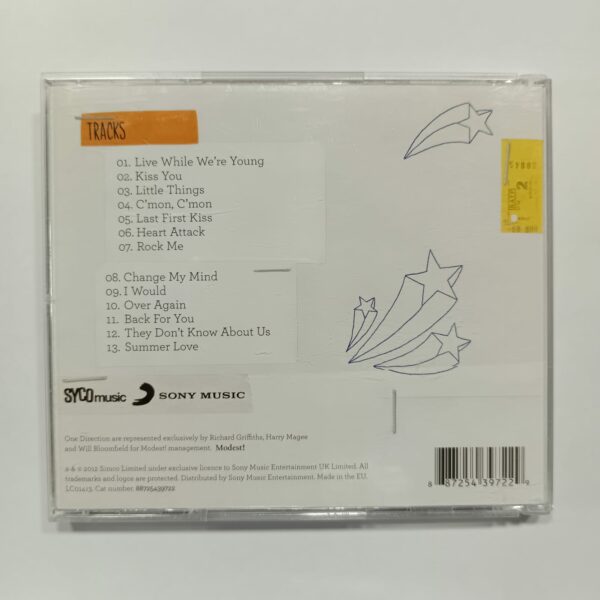 TRACKS
01. Live While We're Young
02. Kiss You
03. Little Things
04. C'mon, C'mon
05. Last First Kiss
06. Heart Attack
07. Rock Me
08. Change My Mind
09. I Would
10. Over Again
11. Back For You
12. They Don't Know About Us
13. Summer Love
SYCOmusic SONY MUSIC
One Direction are represented exclusively by Richard Griffiths, Harry Magee
and Will Bloomfield for Modest! management. Modest!
℗ & © 2012 Simco Limited under exclusive licence to Sony Music Entertainment UK Limited. All
trademarks and logos are protected. Distributed by Sony Music Entertainment. Made in the EU.
LC01413. Cat number. 88725439722
8 87254 39722 9
2